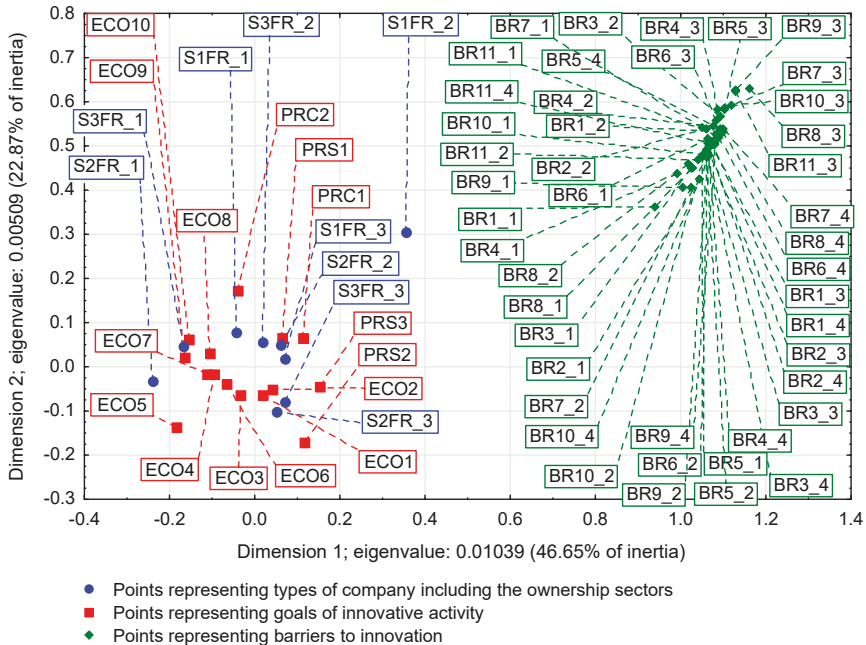 Dimension 2; eigenvalue: 0.00509 (22.87% of inertia)
0.8
0.7
0.6
0.5
0.4
0.3
0.2
0.1
0.0
-0.1
-0.2
-0.3
ECO10
S3FR_2
S1FR_2
BR7_1
BR3_2
BR4_3
BR5_3
BR9_3
ECO9
S1FR_1
BR11_1
BR5_4
BR6_3
BR7_3
S3FR_1
PRC2
BR11_4
BR4_2
BR10_3
S2FR_1
PRS1
BR10_1
BR1_2
BR8_3
BR11_2
BR2_2
BR11_3
ECO8
PRC1
BR9_1
BR6_1
S1FR_3
BR1_1
BR7_4
S2FR_2
BR4_1
BR8_4
S3FR_3
BR8_2
BR6_4
BR8_1
BR1_3
ECO7
PRS3
BR3_1
BR1_4
PRS2
BR2_1
BR2_3
ECO5
ECO2
BR7_2
BR2_4
S2FR_3
BR10_4
BR9_4
BR4_4
BR3_3
ECO4
ECO3
ECO6
ECO1
BR10_2
BR6_2
BR5_1
BR9_2
BR5_2
BR3_4
-0.4
-0.2
0.0
0.2
0.4
0.6
0.8
1.0
1.2
1.4
Dimension 1; eigenvalue: 0.01039 (46.65% of inertia)
Points representing types of company including the ownership sectors
Points representing goals of innovative activity
Points representing barriers to innovation